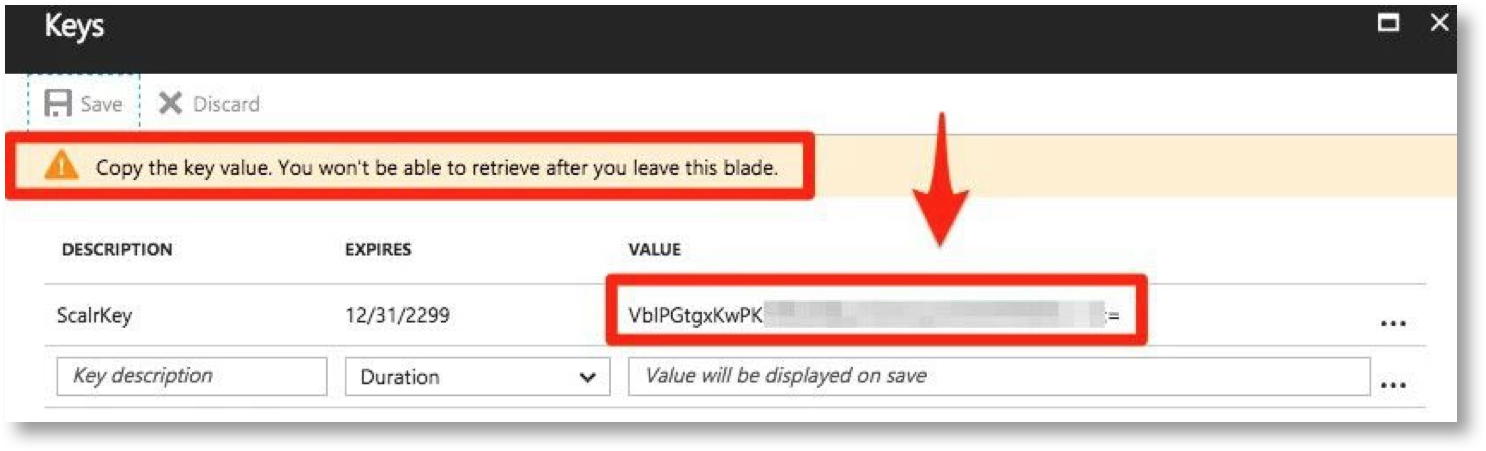 Keys
Save Discard
Copy the key value. You won't be able to retrieve after you leave this blade.
DESCRIPTION EXPIRES VALUE
ScalrKey 12/31/2299 VblPGtgxKwPK =
Key description Duration Value will be displayed on save